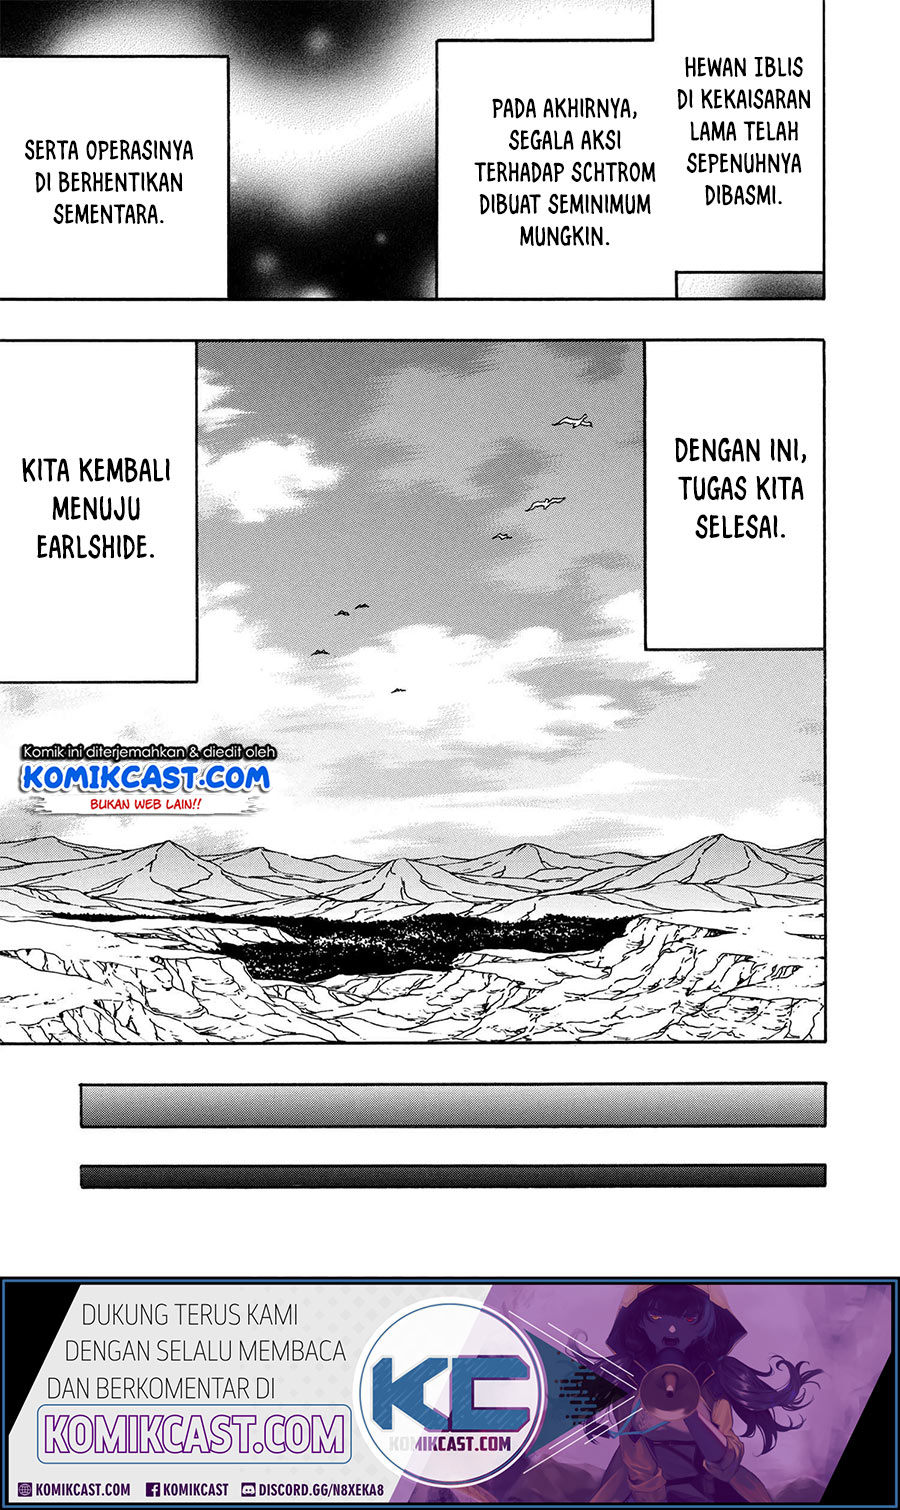 HEWAN IBLIS
DI KEKAISARAN
LAMA TELAH
SEPENUHNYA
DIBASMI.
PADA AKHIRNYA,
SEGALA AKSI
TERHADAP SCHTROM
DIBUAT SEMINIMUM
MUNGKIN.
SERTA OPERASINYA
DI BERHENTIKAN
SEMENTARA.
DENGAN INI,
TUGAS KITA
SELESAI.
KITA KEMBALI
MENUJU
EARLSHIDE.
Komik ini diterjemahkan & diedit oleh
KOMIKCAST.COM
BUKAN WEB LAIN!!
DUKUNG TERUS KAMI
DENGAN SELALU MEMBACA
DAN BERKOMENTAR DI
KOMIKCAST.COM
KC
KOMIKCAST.COM
KOMIKCAST.COM KOMIKCAST DISCORD.GG/N8XEKA8